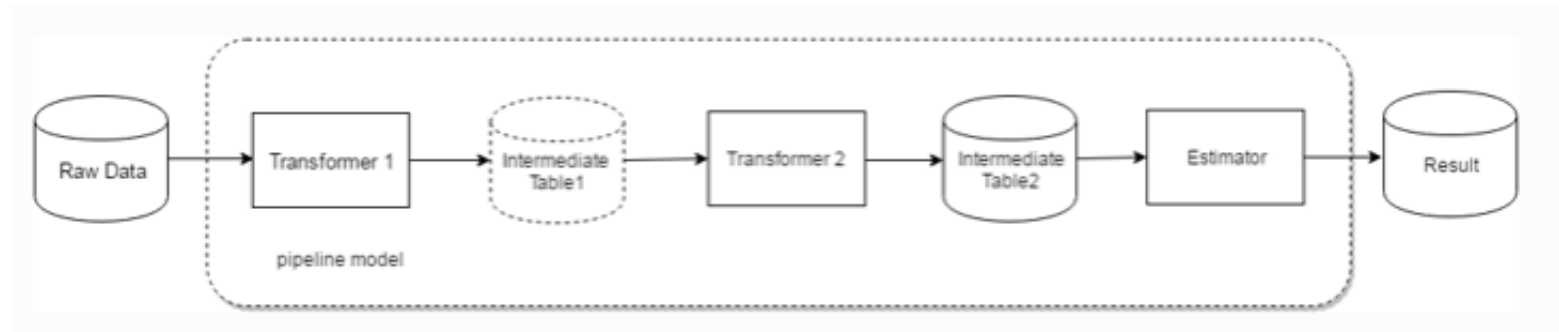 Raw Data
Transformer 1
Intermediate
Table1
Transformer 2
Intermediate
Table2
Estimator
Result
pipeline model